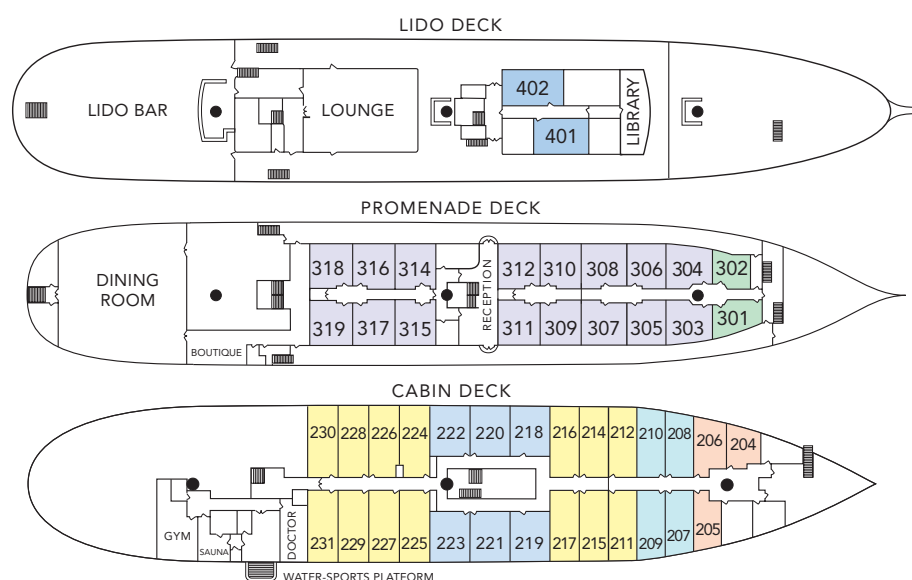 LIDO DECK
LIDO BAR
LOUNGE
402
401
LIBRARY
PROMENADE DECK
DINING
ROOM
BOUTIQUE
318 316 314
319 317 315
RECEPTION
312 310 308 306 304 302
311 309 307 305 303 301
CABIN DECK
230 228 226 224 222 220 218 216 214 212 210 208 206 204
231 229 227 225 223 221 219 217 215 211 209 207 205
GYM
SAUNA
DOCTOR
WATER-SPORTS PLATFORM